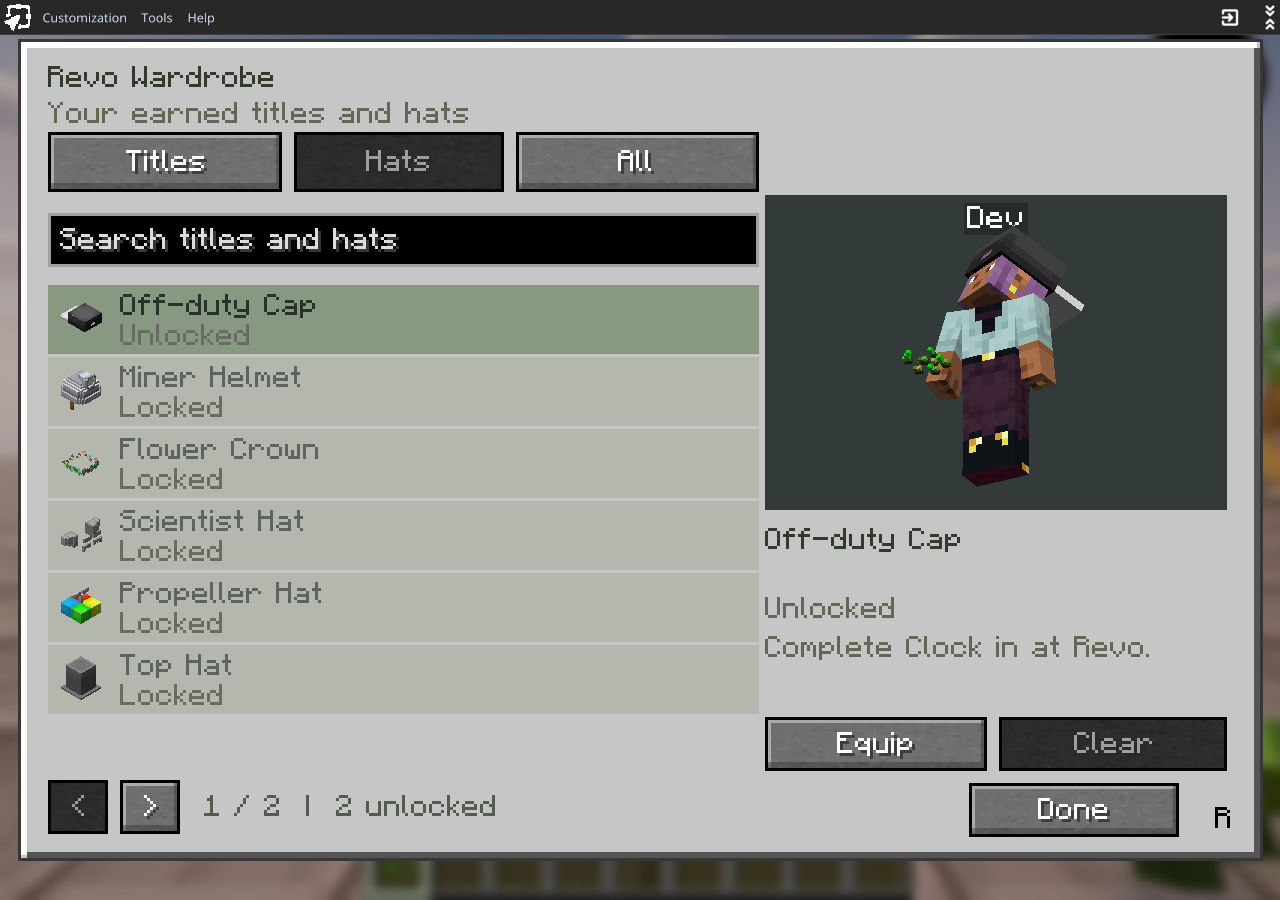 Customization Tools Help
Revo Wardrobe
Your earned titles and hats
Titles Hats All
Search titles and hats
Off-duty Cap
Unlocked
Miner Helmet
Locked
Flower Crown
Locked
Scientist Hat
Locked
Propeller Hat
Locked
Top Hat
Locked
< > 1 / 2 | 2 unlocked
Dev
Off-duty Cap
Unlocked
Complete Clock in at Revo.
Equip Clear
Done R